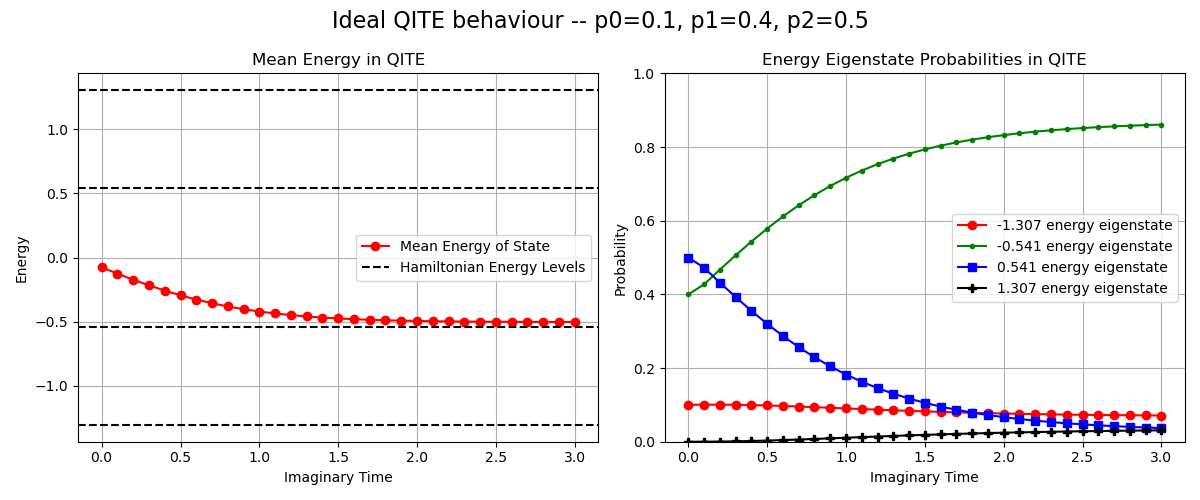 Ideal QITE behaviour -- p0=0.1, p1=0.4, p2=0.5
Mean Energy in QITE
Energy
1.0
0.5
0.0
−0.5
−1.0
Mean Energy of State
Hamiltonian Energy Levels
0.0 0.5 1.0 1.5 2.0 2.5 3.0
Imaginary Time
Energy Eigenstate Probabilities in QITE
Probability
1.0
0.8
0.6
0.4
0.2
0.0
-1.307 energy eigenstate
-0.541 energy eigenstate
0.541 energy eigenstate
1.307 energy eigenstate
0.0 0.5 1.0 1.5 2.0 2.5 3.0
Imaginary Time